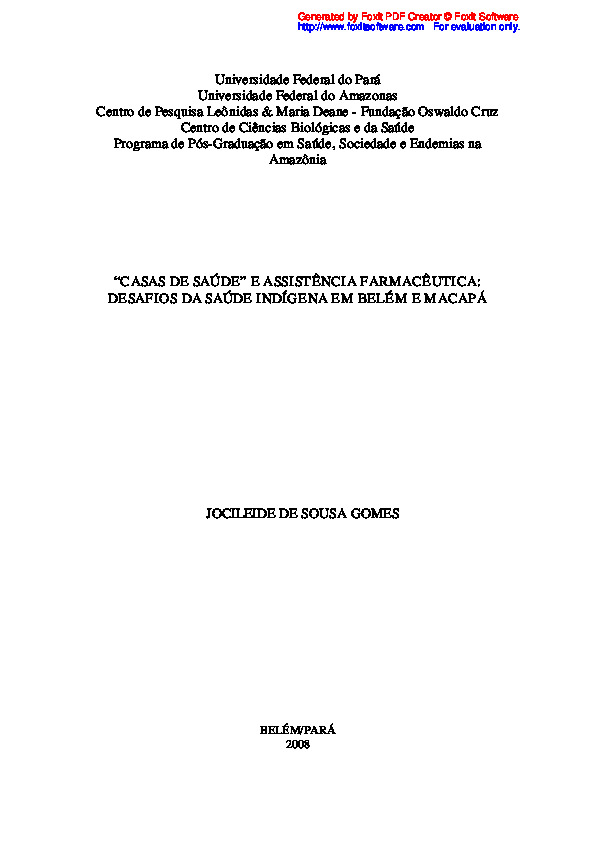 Generated by Foxit PDF Creator © Foxit Software
http://www.foxitsoftware.com For evaluation only.
Universidade Federal do Pará
Universidade Federal do Amazonas
Centro de Pesquisa Leônidas & Maria Deane - Fundação Oswaldo Cruz
Centro de Ciências Biológicas e da Saúde
Programa de Pós-Graduação em Saúde, Sociedade e Endemias na
Amazônia
“CASAS DE SAÚDE” E ASSISTÊNCIA FARMACÊUTICA:
DESAFIOS DA SAÚDE INDÍGENA EM BELÉM E MACAPÁ
JOCILEIDE DE SOUSA GOMES
BELÉM/PARÁ
2008